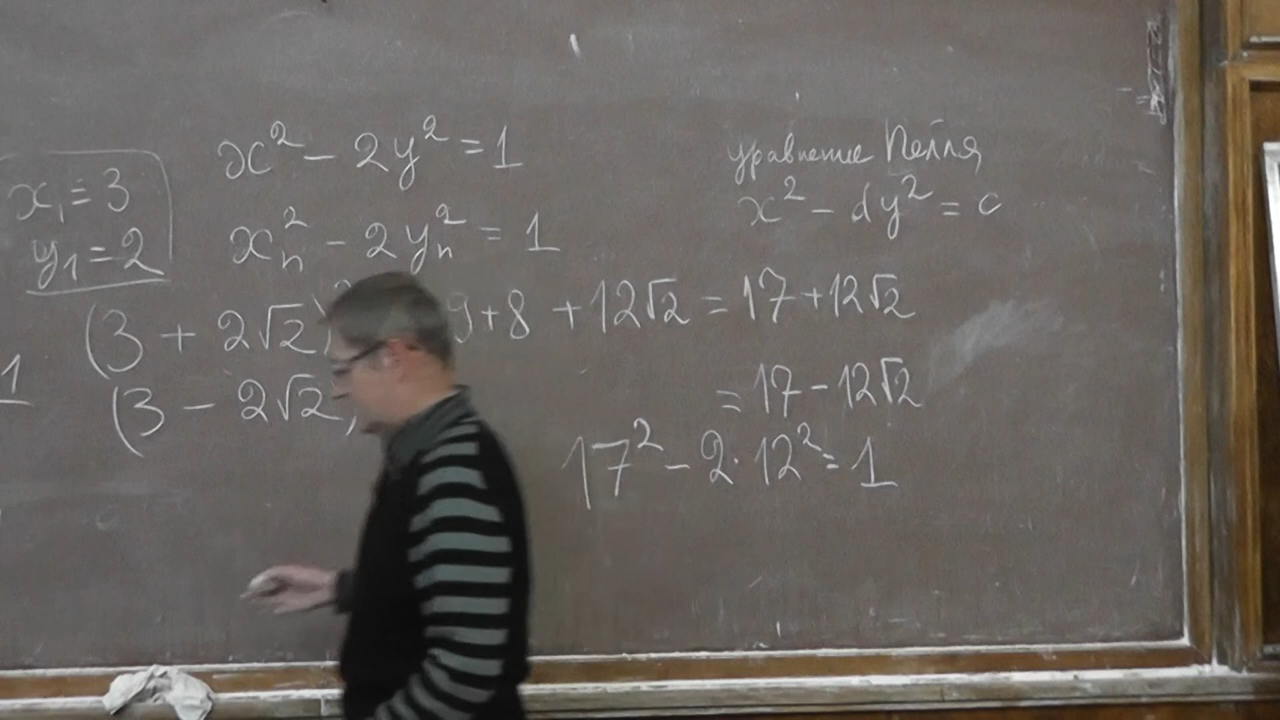 x² − 2y² = 1
x₁ = 3
y₁ = 2
xₙ² − 2yₙ² = 1
уравнение Пелля
x² − dy² = c
(3 + 2√2)² 9+8 + 12√2 = 17+12√2
1
(3 − 2√2) = 17 − 12√2
17² − 2·12² = 1